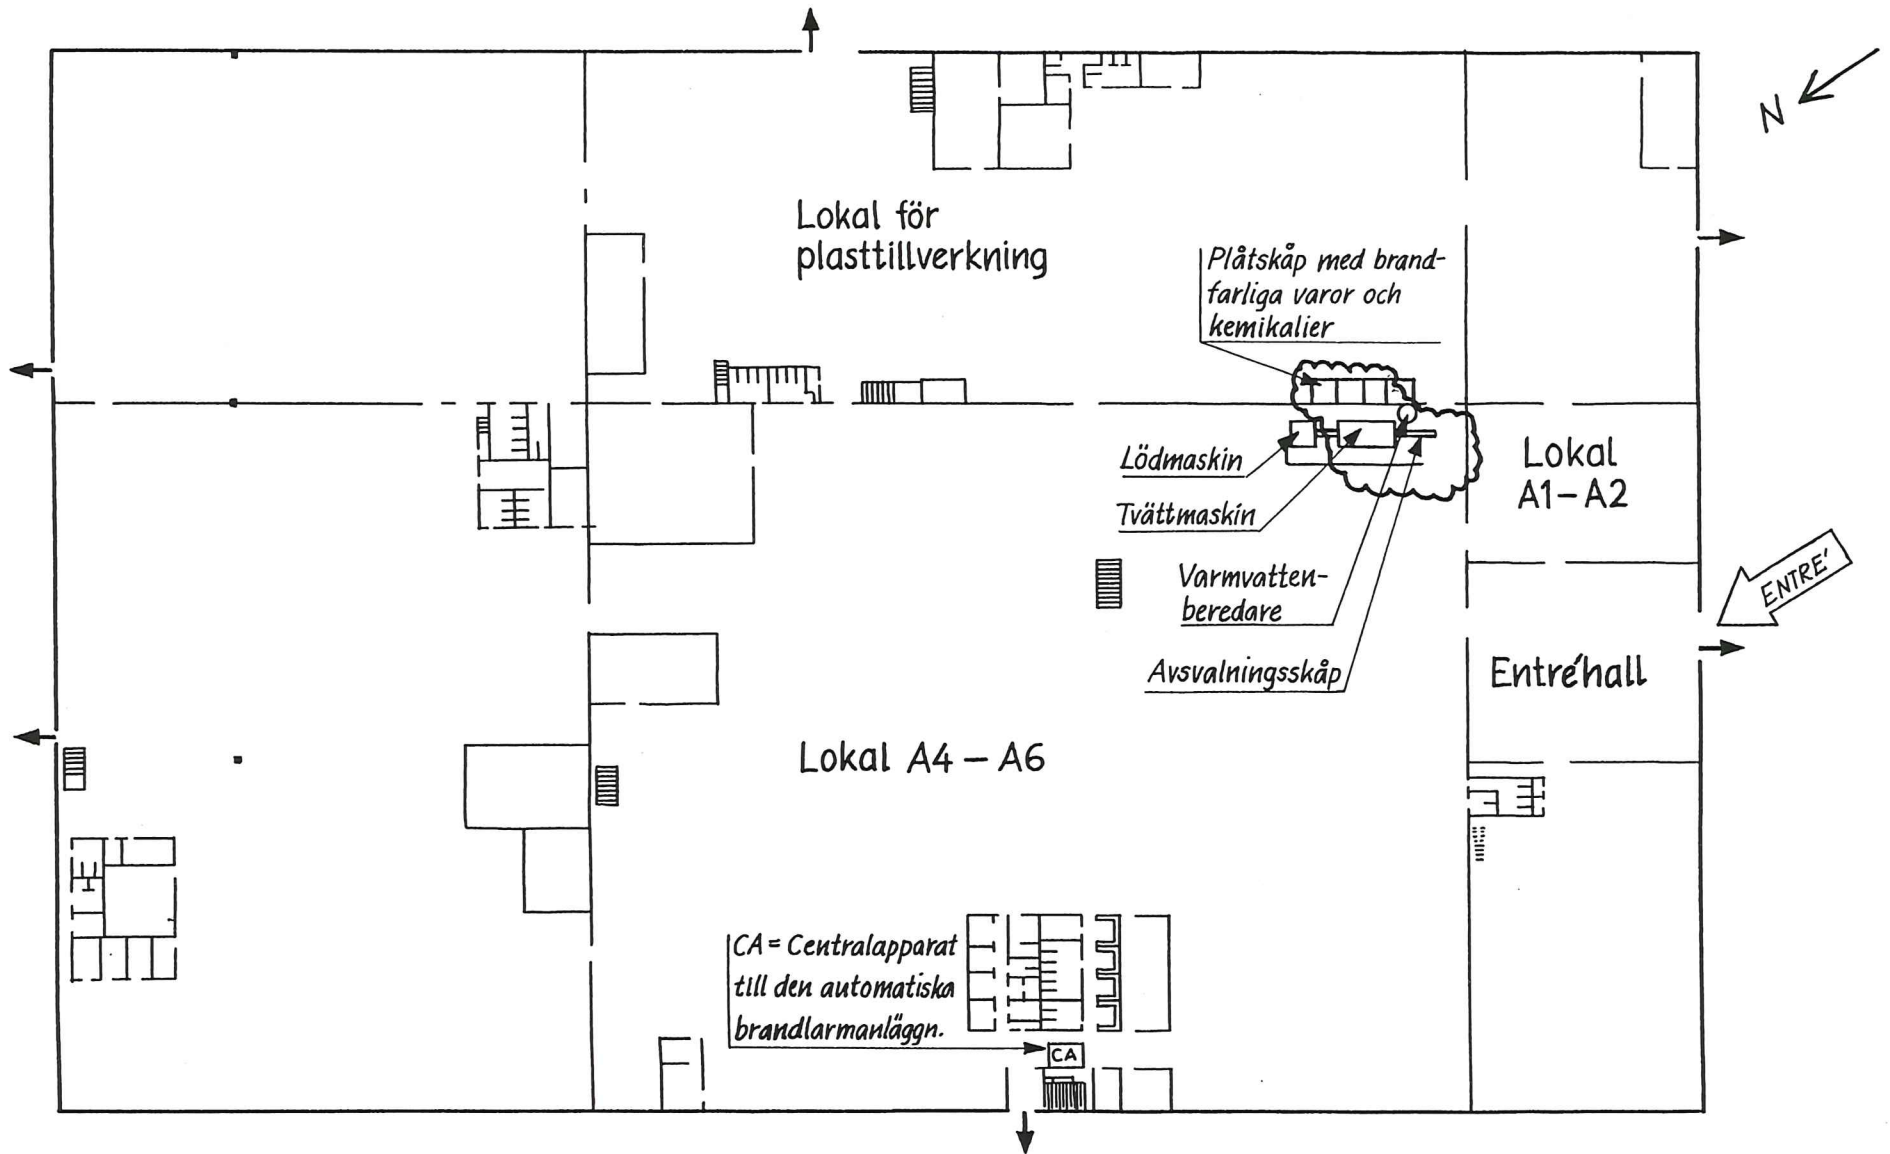 N
Lokal för
plasttillverkning
Plåtskåp med brand-
farliga varor och
kemikalier
Lödmaskin
Tvättmaskin
Varmvatten-
beredare
Avsvalningsskåp
Lokal
A1-A2
ENTRE'
Entréhall
Lokal A4 - A6
CA = Centralapparat
till den automatiska
brandlarmanläggn.
CA